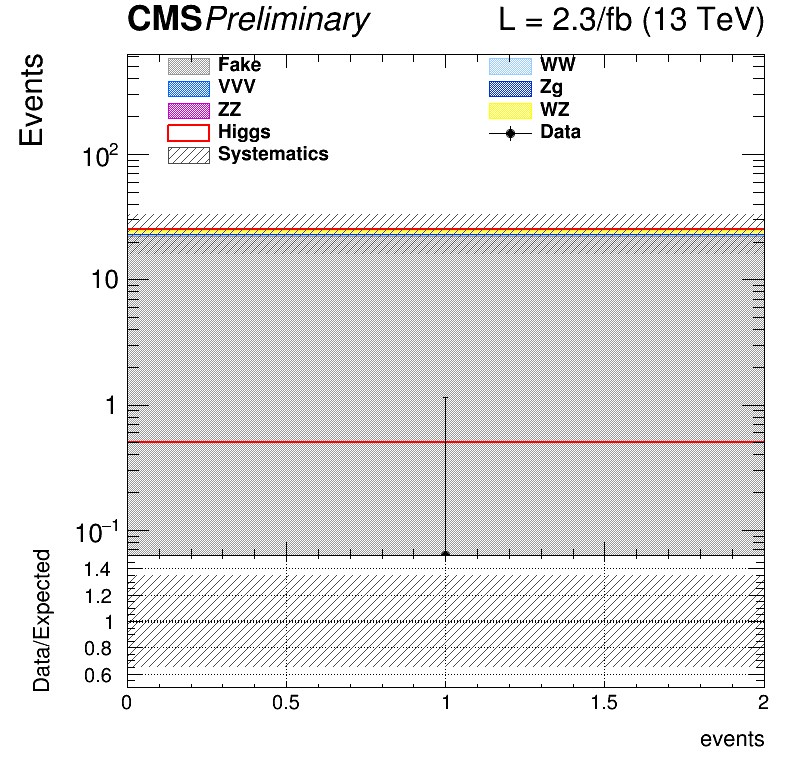 CMS Preliminary L = 2.3/fb (13 TeV)
Events
Fake WW
VVV Zg
ZZ WZ
Higgs Data
Systematics
10²
10
1
10⁻¹
Data/Expected
1.4
1.2
1
0.8
0.6
0 0.5 1 1.5 2
events